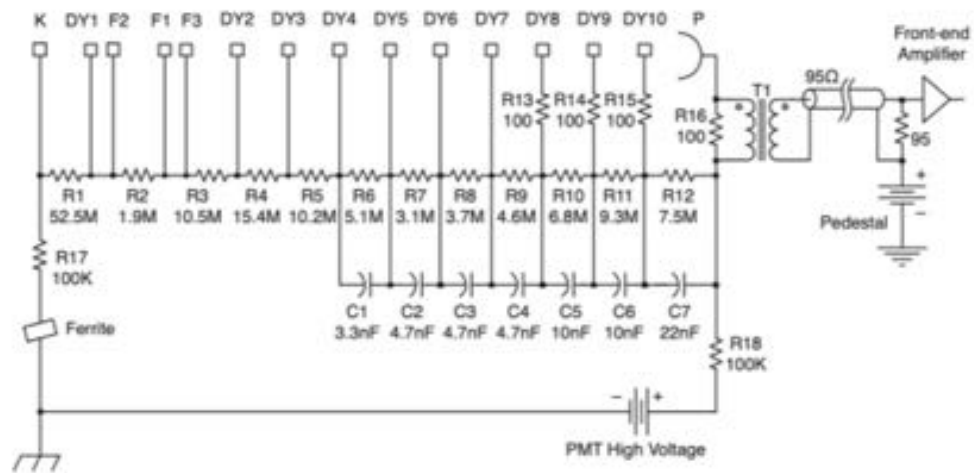 K DY1 F2 F1 F3 DY2 DY3 DY4 DY5 DY6 DY7 DY8 DY9 DY10 P
Front-end
Amplifier
95Ω
T1
R13
100
R14
100
R15
100
R16
100
95
R1
52.5M
R2
1.9M
R3
10.5M
R4
15.4M
R5
10.2M
R6
5.1M
R7
3.1M
R8
3.7M
R9
4.6M
R10
6.8M
R11
9.3M
R12
7.5M
+
−
Pedestal
R17
100K
C1
3.3nF
C2
4.7nF
C3
4.7nF
C4
4.7nF
C5
10nF
C6
10nF
C7
22nF
Ferrite
R18
100K
− +
PMT High Voltage